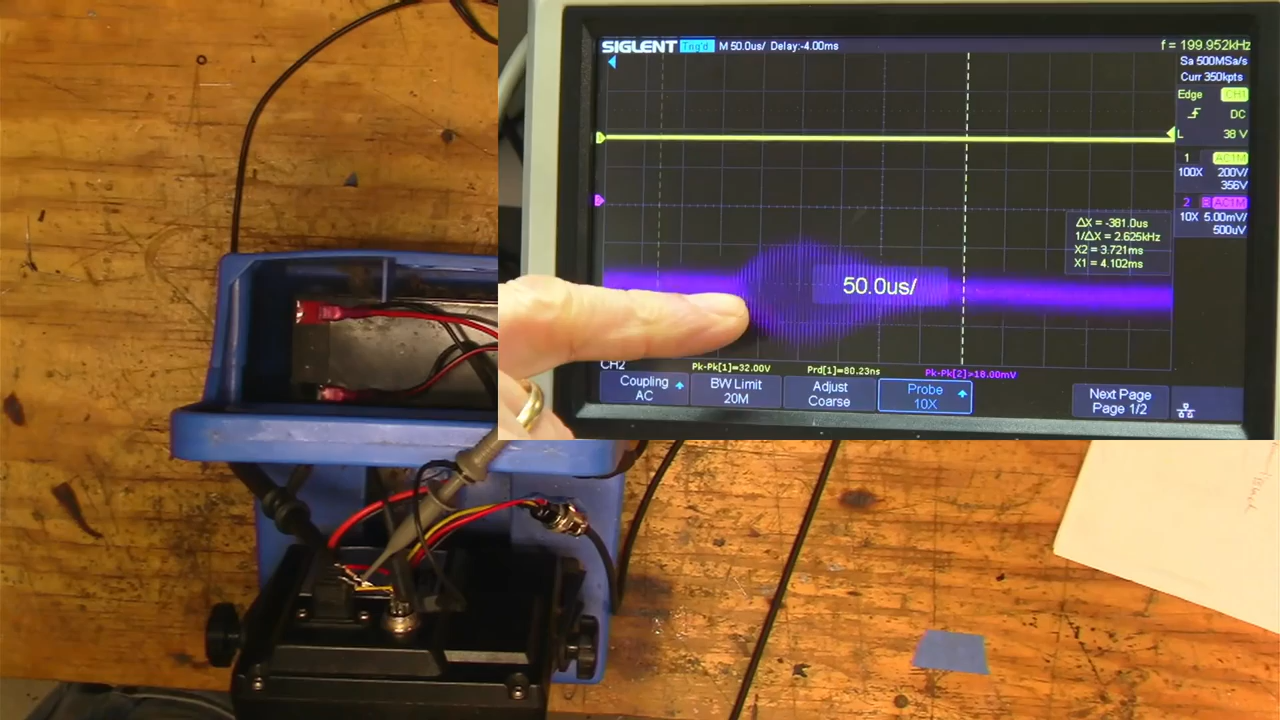 SIGLENT Trig'd M 50.0us/ Delay:-4.00ms
f = 199.952kHz
Sa 500MSa/s
Curr 350kpts
Edge CH1
DC
L 38 V
1 AC1M
100X 200V/
356V
2 B AC1M
10X 5.00mV/
500uV
ΔX = -381.0us
1/ΔX = 2.625kHz
X2 = 3.721ms
X1 = 4.102ms
50.0us/
CH2
Pk-Pk[1]=32.00V Prd[1]=80.23ns Pk-Pk[2]>18.00mV
Coupling
AC
BW Limit
20M
Adjust
Coarse
Probe
10X
Next Page
Page 1/2